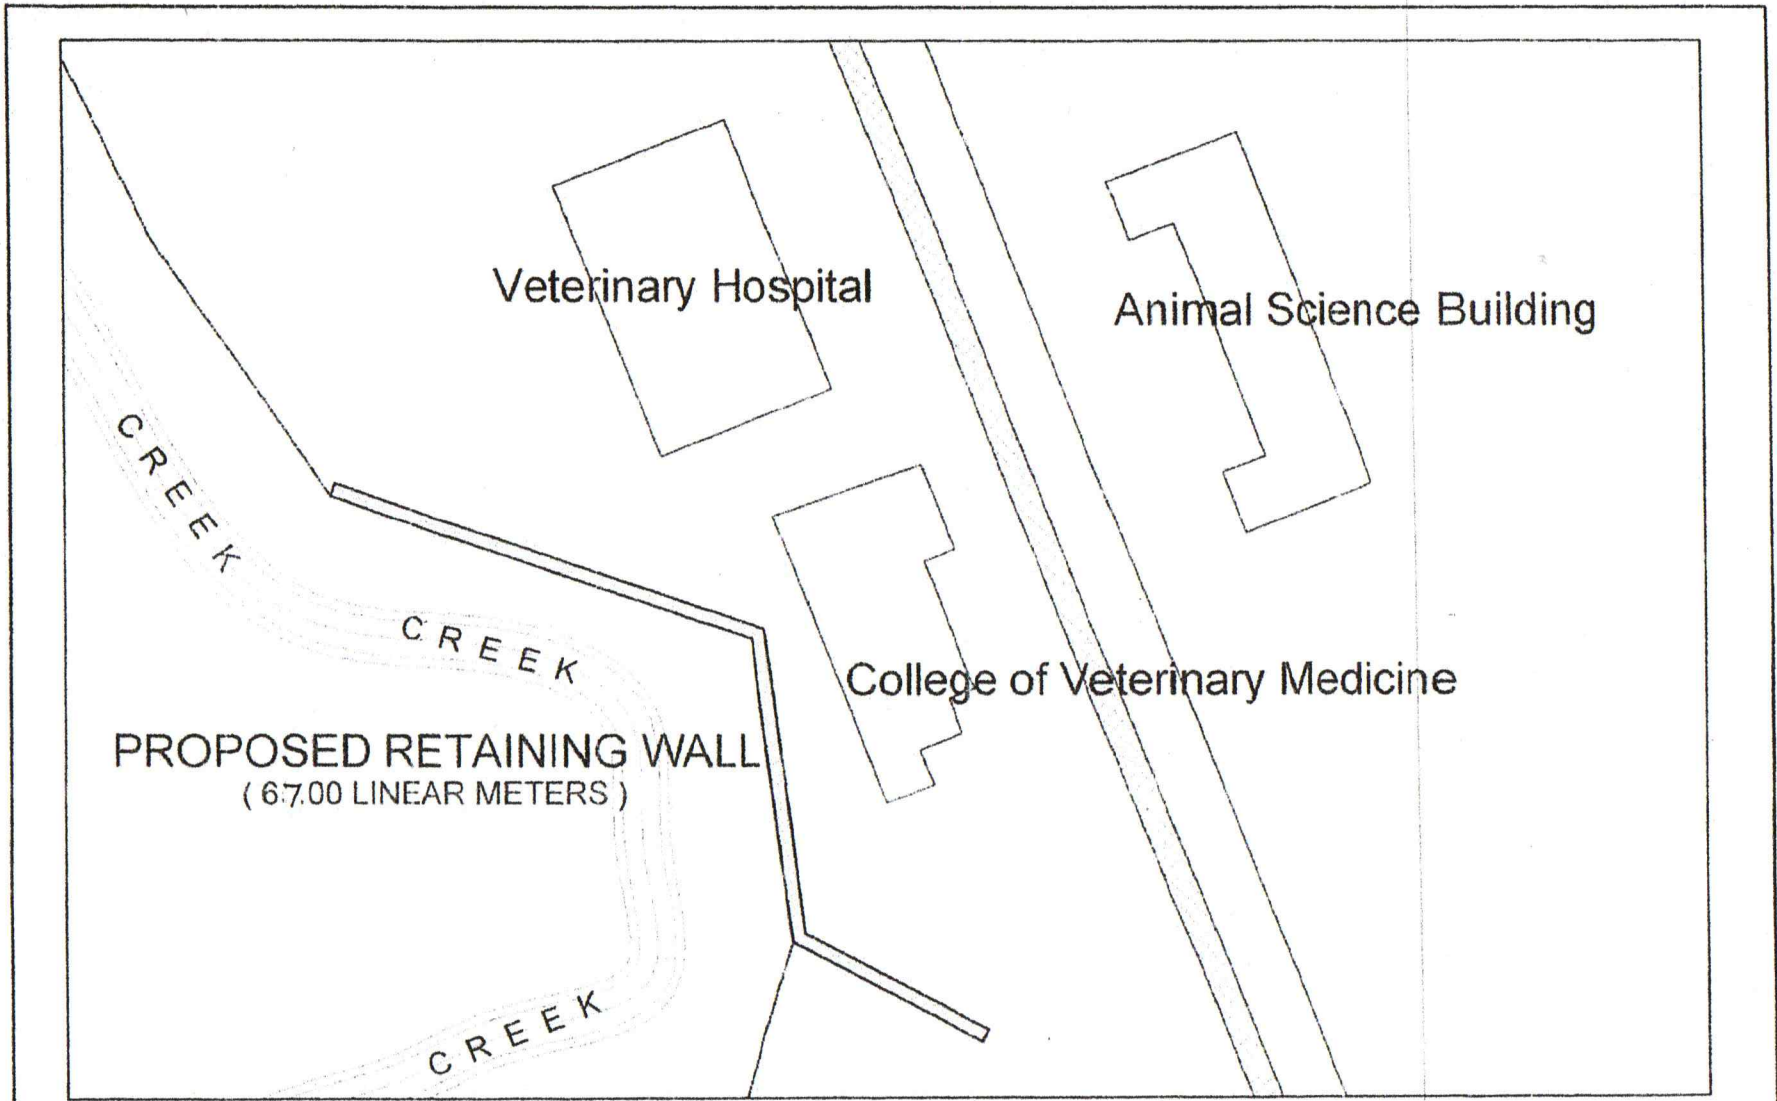 Veterinary Hospital
Animal Science Building
CREEK
CREEK
College of Veterinary Medicine
PROPOSED RETAINING WALL
( 67.00 LINEAR METERS )
CREEK